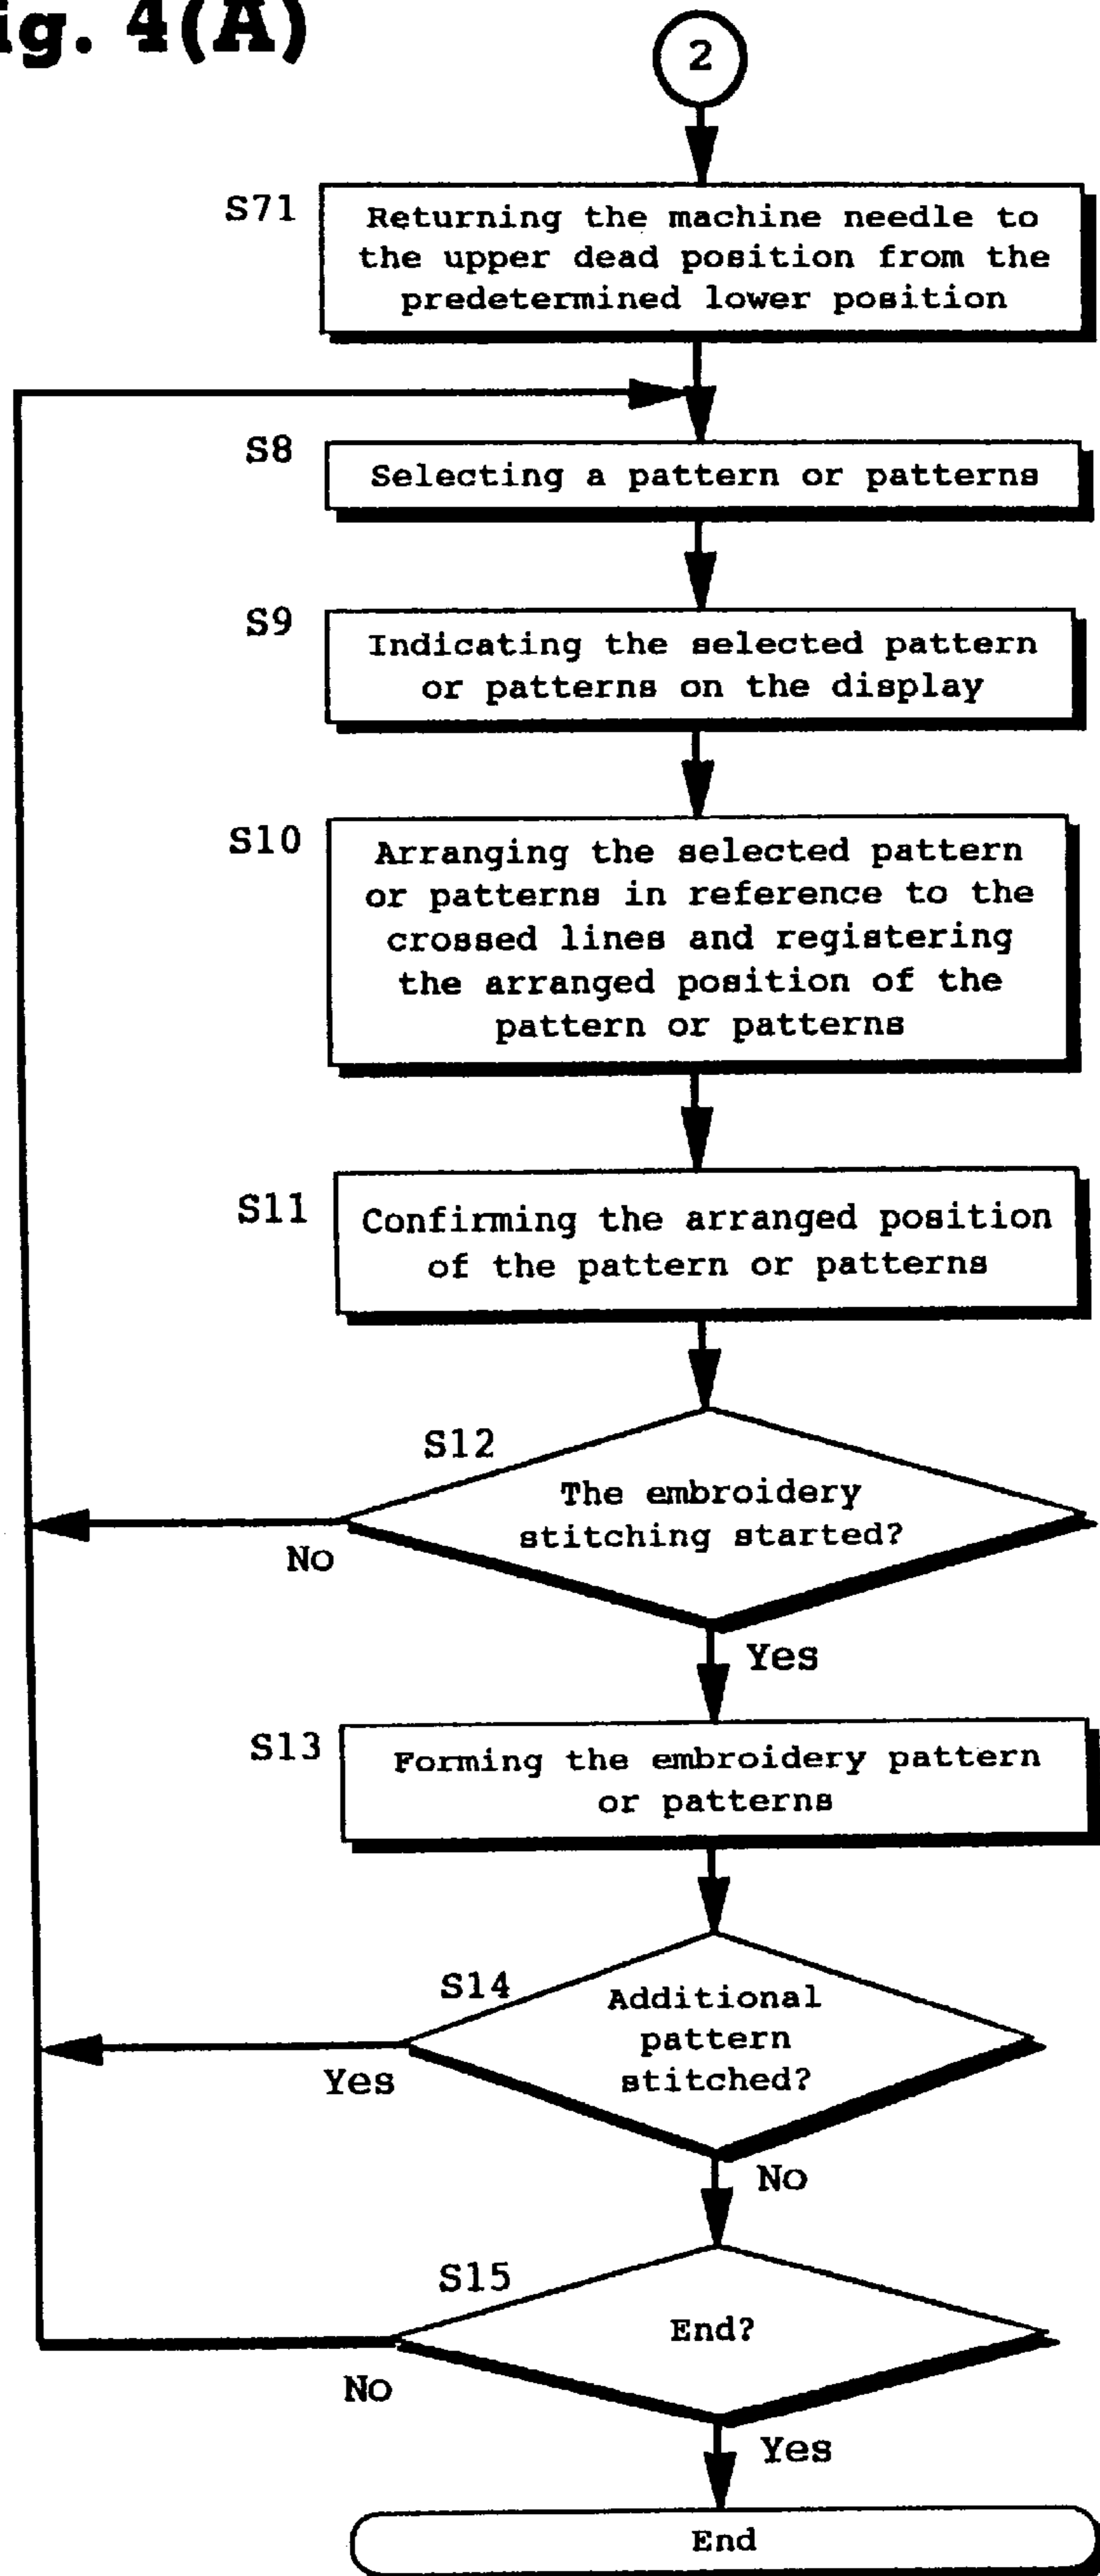 ig. 4(A)
2
S71
Returning the machine needle to
the upper dead position from the
predetermined lower position
S8
Selecting a pattern or patterns
S9
Indicating the selected pattern
or patterns on the display
S10
Arranging the selected pattern
or patterns in reference to the
crossed lines and registering
the arranged position of the
pattern or patterns
S11
Confirming the arranged position
of the pattern or patterns
S12
The embroidery
stitching started?
No
Yes
S13
Forming the embroidery pattern
or patterns
S14
Additional
pattern
stitched?
Yes
No
S15
End?
No
Yes
End